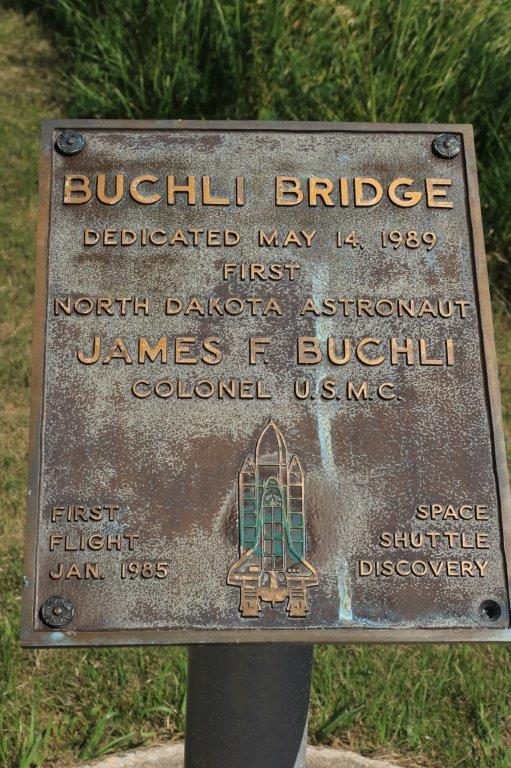 BUCHLI BRIDGE
DEDICATED MAY 14, 1989
FIRST
NORTH DAKOTA ASTRONAUT
JAMES F. BUCHLI
COLONEL U.S.M.C.
FIRST
FLIGHT
JAN. 1985
SPACE
SHUTTLE
DISCOVERY